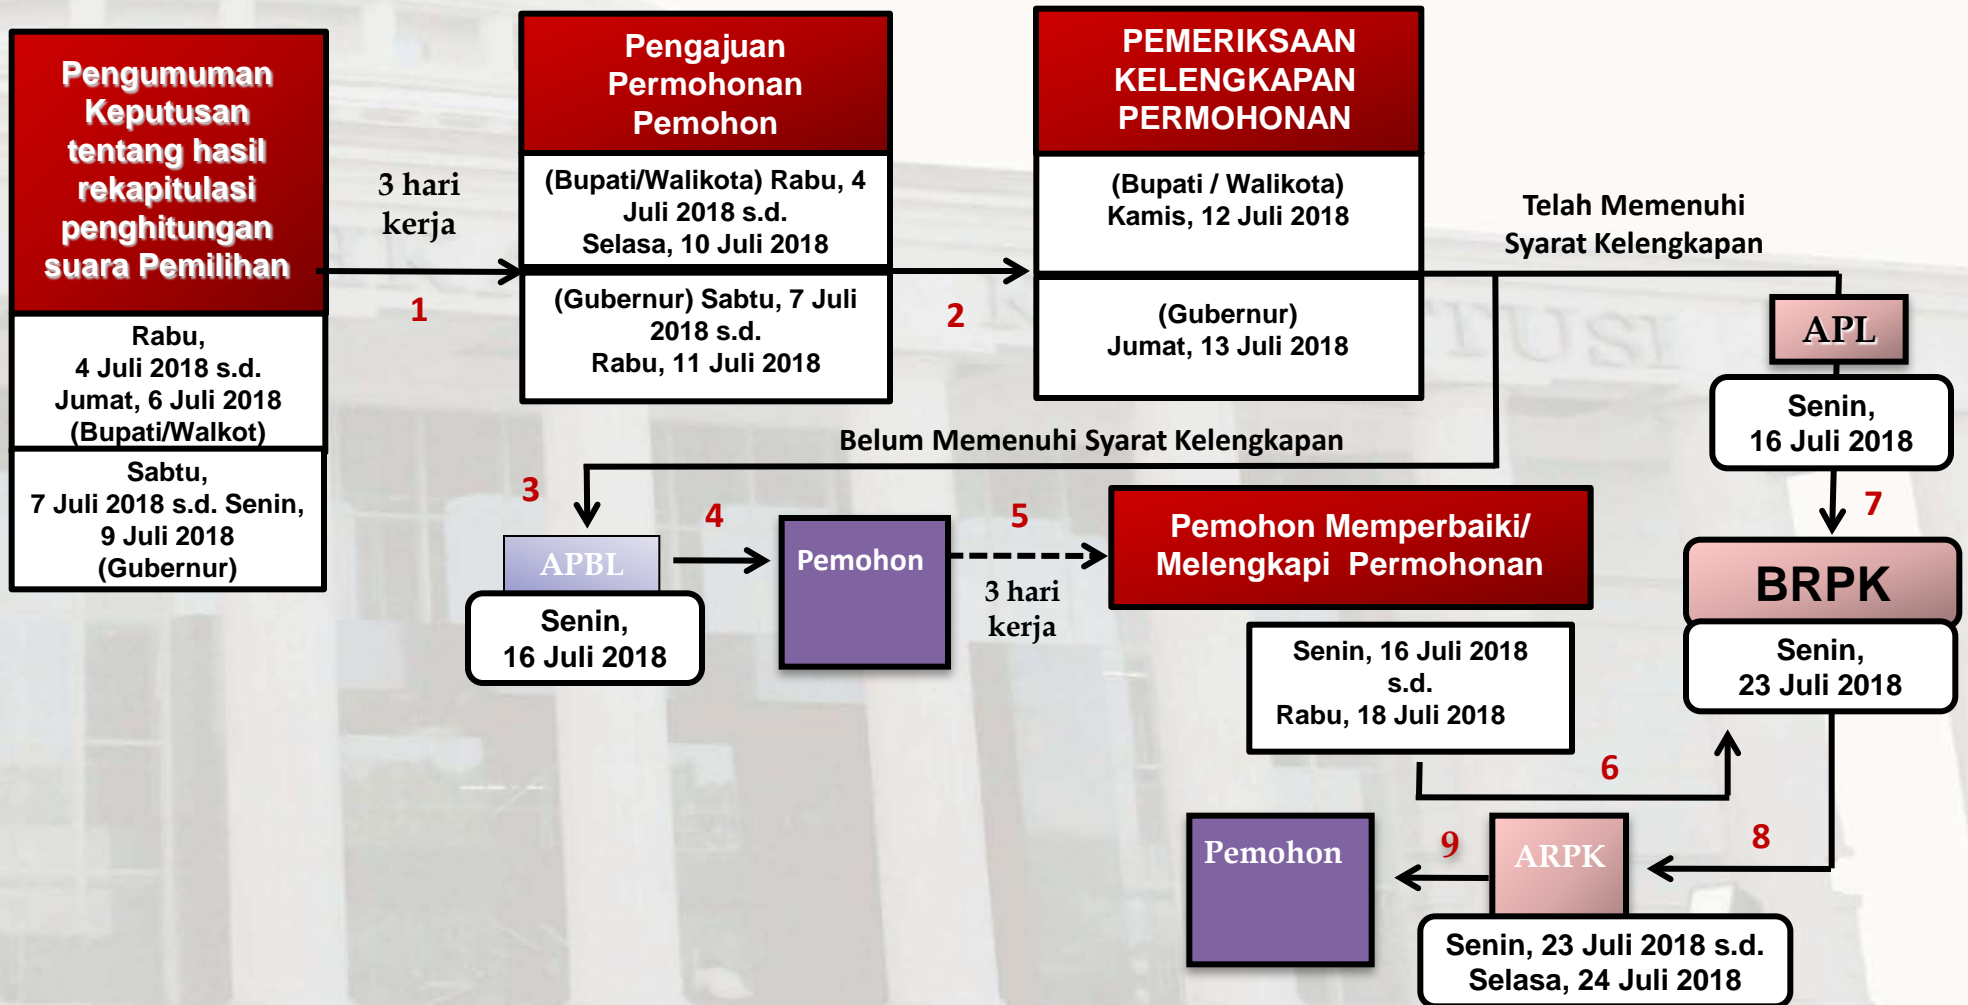 Pengumuman
Keputusan
tentang hasil
rekapitulasi
penghitungan
suara Pemilihan
Rabu,
4 Juli 2018 s.d.
Jumat, 6 Juli 2018
(Bupati/Walkot)
Sabtu,
7 Juli 2018 s.d. Senin,
9 Juli 2018
(Gubernur)
3 hari
kerja
1
Pengajuan
Permohonan
Pemohon
(Bupati/Walikota) Rabu, 4
Juli 2018 s.d.
Selasa, 10 Juli 2018
(Gubernur) Sabtu, 7 Juli
2018 s.d.
Rabu, 11 Juli 2018
2
PEMERIKSAAN
KELENGKAPAN
PERMOHONAN
(Bupati / Walikota)
Kamis, 12 Juli 2018
(Gubernur)
Jumat, 13 Juli 2018
Telah Memenuhi
Syarat Kelengkapan
APL
Senin,
16 Juli 2018
Belum Memenuhi Syarat Kelengkapan
3
APBL
Senin,
16 Juli 2018
4
Pemohon
5
3 hari
kerja
Pemohon Memperbaiki/
Melengkapi Permohonan
Senin, 16 Juli 2018
s.d.
Rabu, 18 Juli 2018
6
7
BRPK
Senin,
23 Juli 2018
8
ARPK
Senin, 23 Juli 2018 s.d.
Selasa, 24 Juli 2018
9
Pemohon